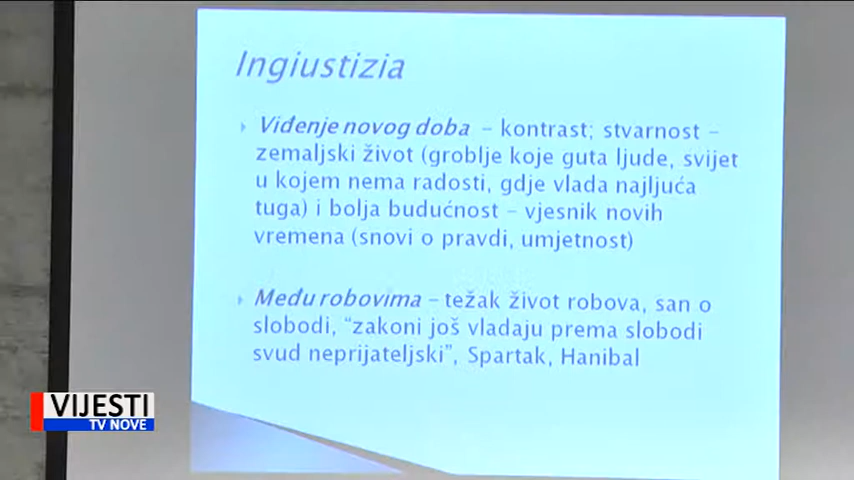 Ingiustizia
Viđenje novog doba – kontrast; stvarnost –
zemaljski život (groblje koje guta ljude, svijet
u kojem nema radosti, gdje vlada najljuća
tuga) i bolja budućnost – vjesnik novih
vremena (snovi o pravdi, umjetnost)
Među robovima – težak život robova, san o
slobodi, “zakoni još vladaju prema slobodi
svud neprijateljski”, Spartak, Hanibal
VIJESTI
TV NOVE